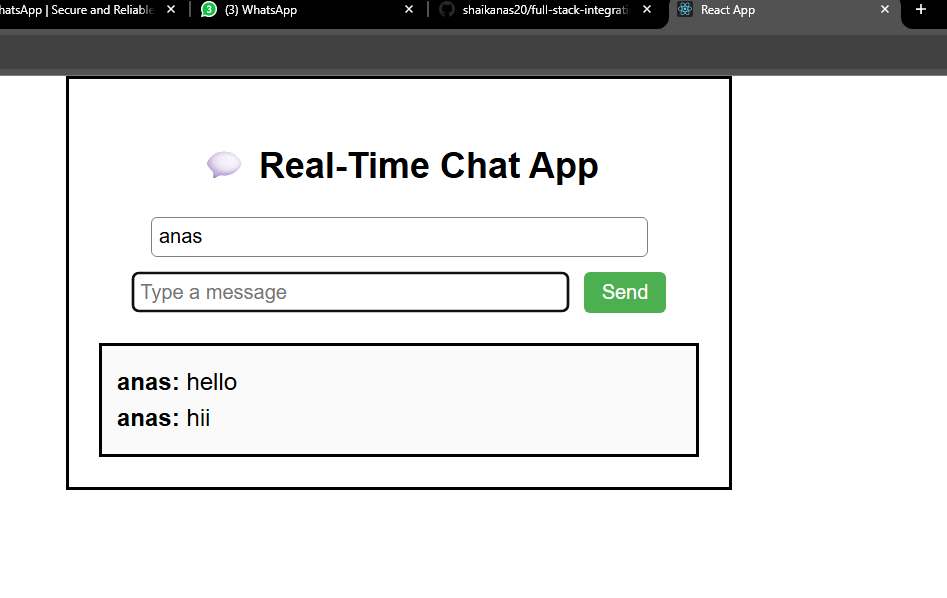 hatsApp | Secure and Reliable
3 (3) WhatsApp
shaikanas20/full-stack-integrati
React App
Real-Time Chat App
anas
Type a message
Send
anas: hello
anas: hii